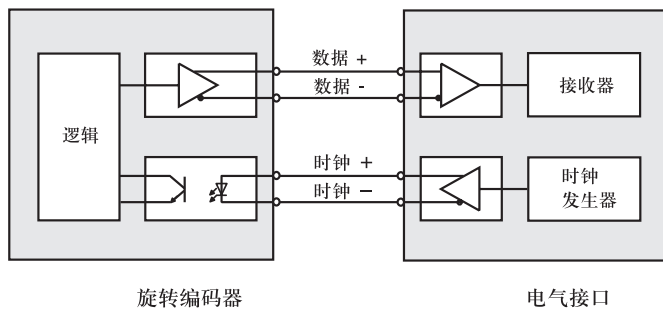 数据 +
数据 -
接收器
逻辑
时钟 +
时钟 –
时钟
发生器
旋转编码器
电气接口